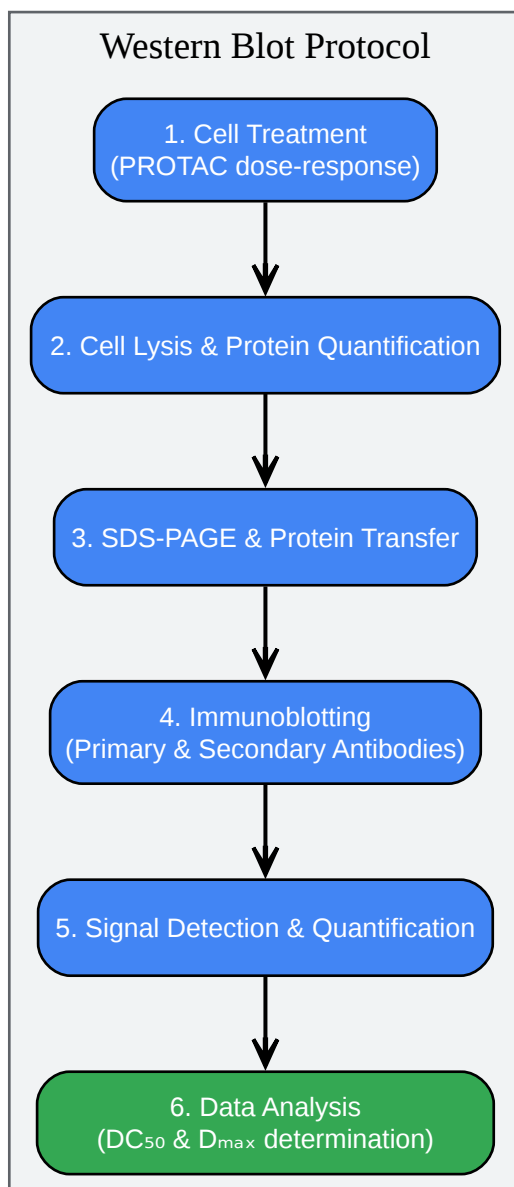 Western Blot Protocol
1. Cell Treatment
(PROTAC dose-response)
2. Cell Lysis & Protein Quantification
3. SDS-PAGE & Protein Transfer
4. Immunoblotting
(Primary & Secondary Antibodies)
5. Signal Detection & Quantification
6. Data Analysis
(DC₅₀ & Dₘₐₓ determination)